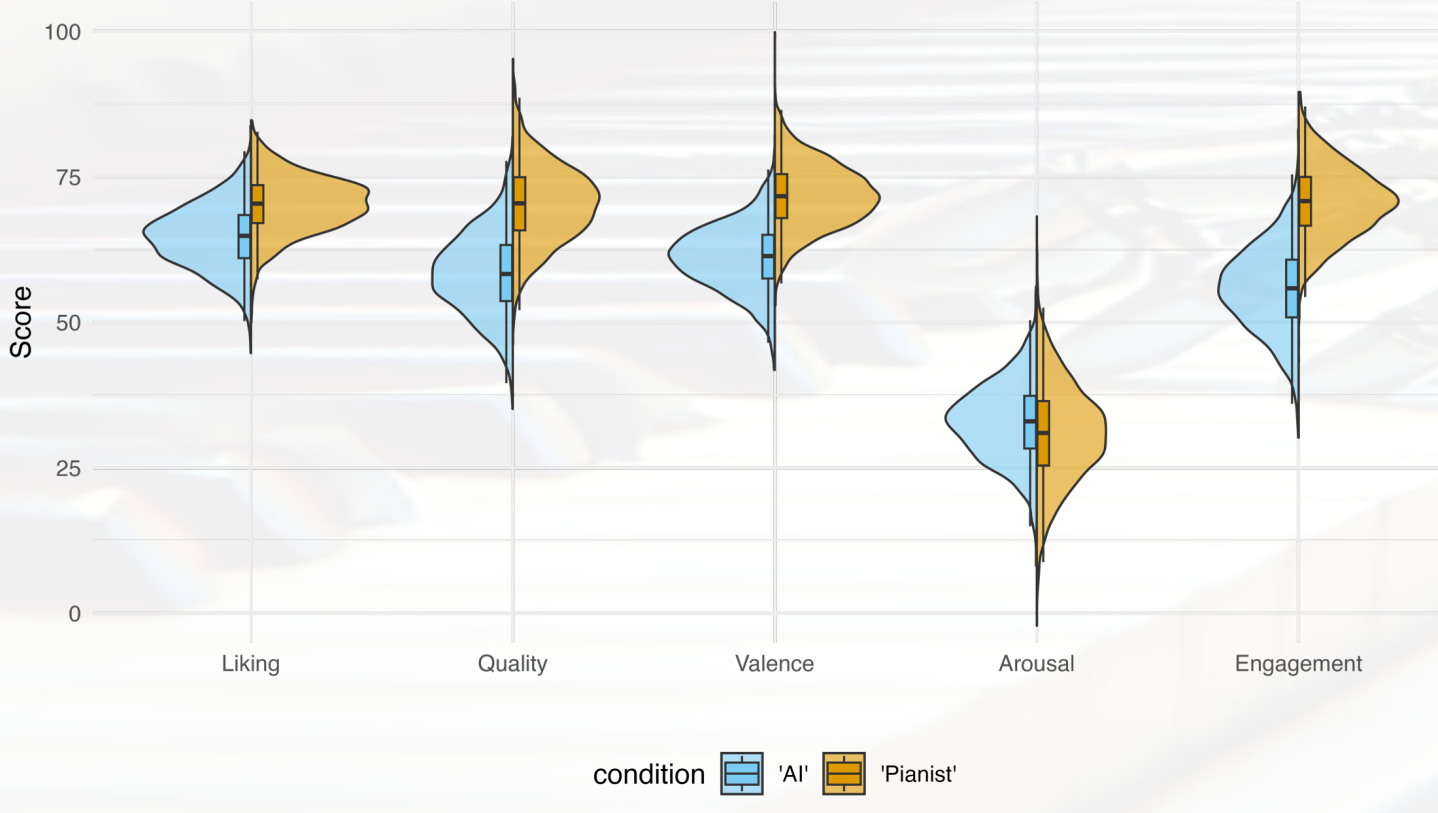 100
75
50
25
0
Score
Liking Quality Valence Arousal Engagement
condition 'AI' 'Pianist'